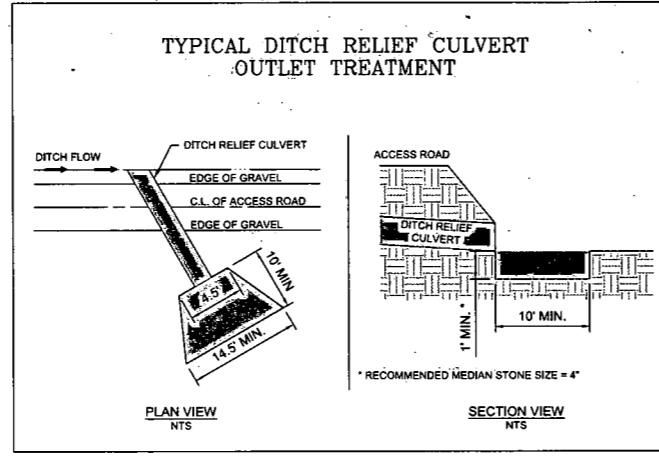 TYPICAL DITCH RELIEF CULVERT
OUTLET TREATMENT
DITCH RELIEF CULVERT
DITCH FLOW
EDGE OF GRAVEL
C.L. OF ACCESS ROAD
EDGE OF GRAVEL
4.5'
10' MIN
14.5' MIN.
PLAN VIEW
NTS
ACCESS ROAD
DITCH RELIEF
CULVERT
1' MIN. *
10' MIN.
* RECOMMENDED MEDIAN STONE SIZE = 4"
SECTION VIEW
NTS